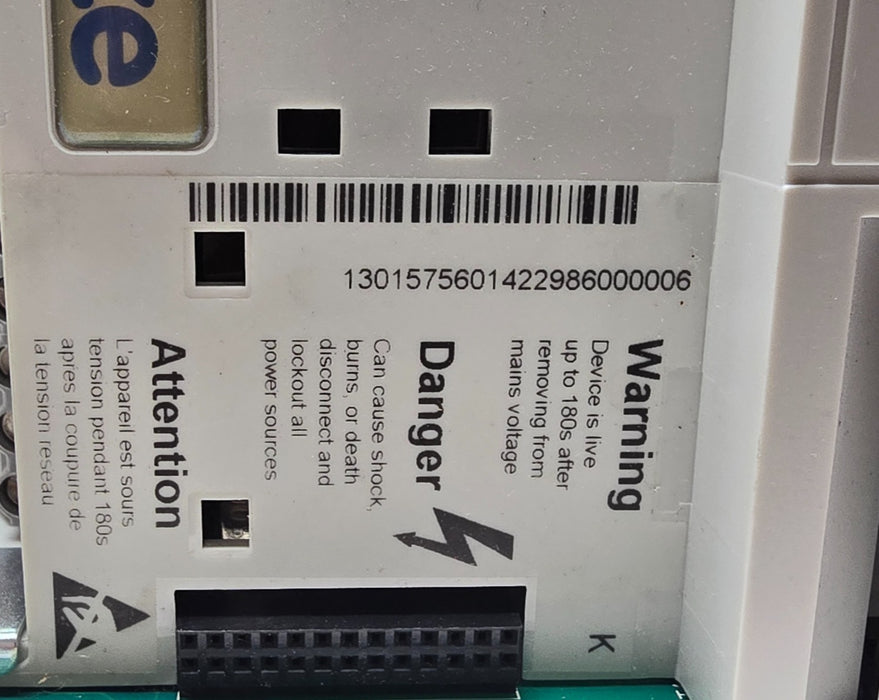 1301575601422986000006
Warning
Device is live
up to 180s after
removing from
mains voltage
Danger
Can cause shock,
burns, or death
disconnect and
lockout all
power sources
Attention
L'appareil est sours
tension pendant 180s
apres la coupure de
la tension reseau
K